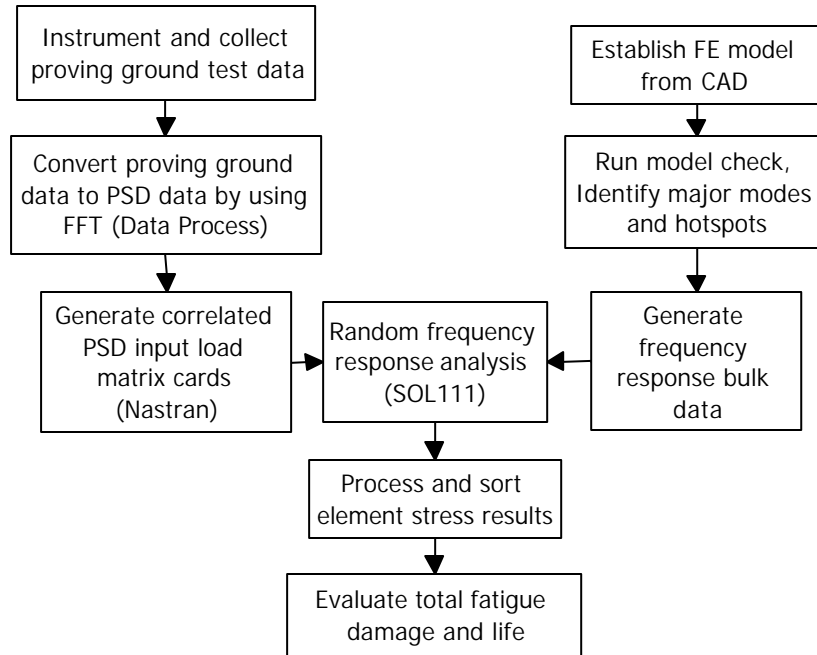 Instrument and collect
proving ground test data
Establish FE model
from CAD
Convert proving ground
data to PSD data by using
FFT (Data Process)
Run model check,
Identify major modes
and hotspots
Generate correlated
PSD input load
matrix cards
(Nastran)
Random frequency
response analysis
(SOL111)
Generate
frequency
response bulk
data
Process and sort
element stress results
Evaluate total fatigue
damage and life